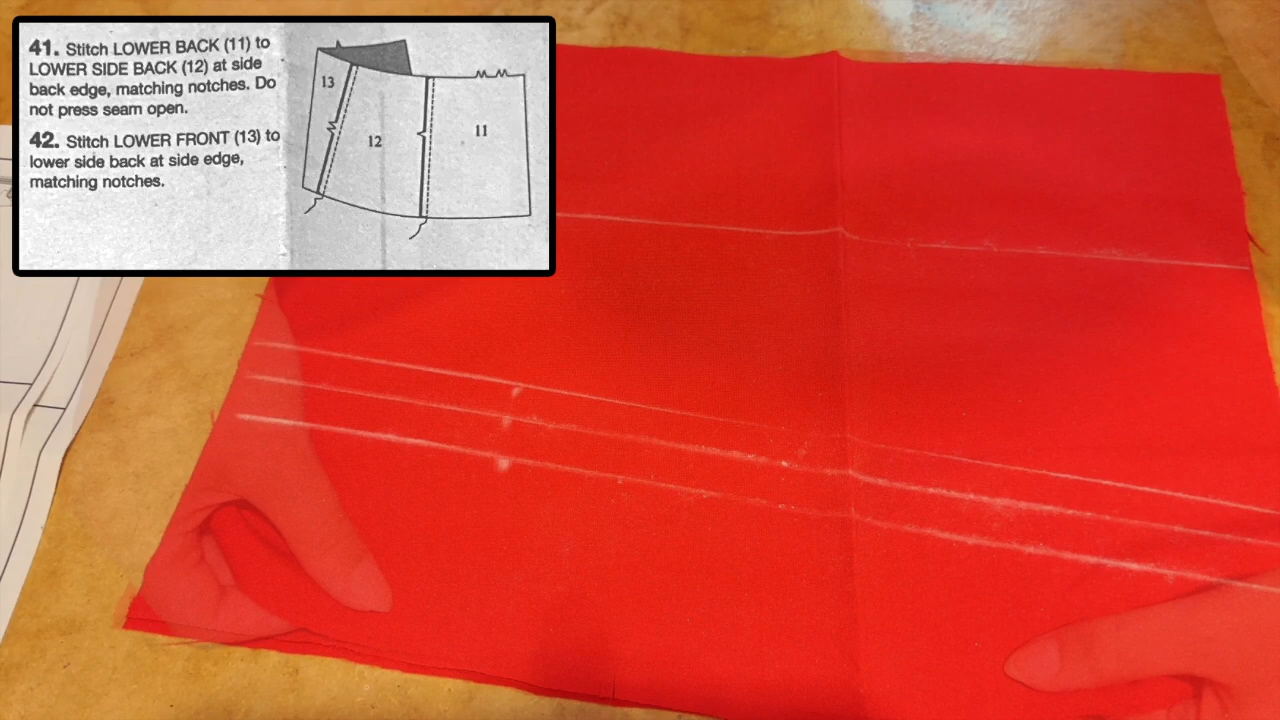 41. Stitch LOWER BACK (11) to
LOWER SIDE BACK (12) at side
back edge, matching notches. Do
not press seam open.
42. Stitch LOWER FRONT (13) to
lower side back at side edge,
matching notches.
13
12
11